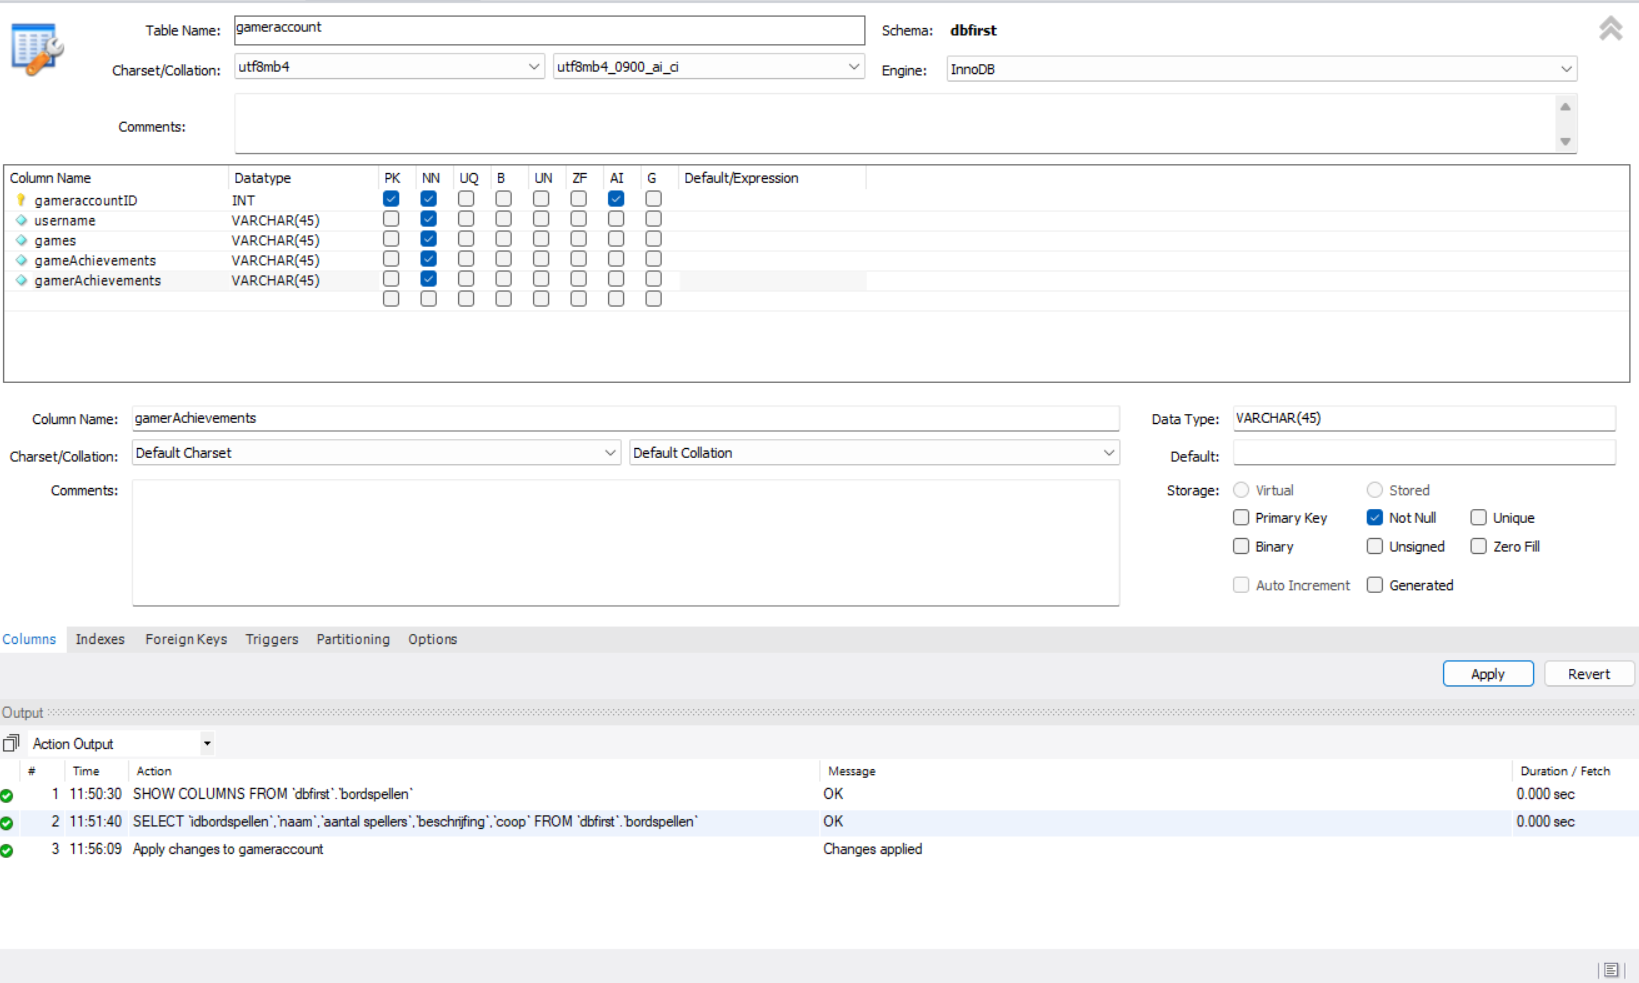 Table Name: gameraccount Schema: dbfirst
Charset/Collation: utf8mb4 utf8mb4_0900_ai_ci Engine: InnoDB
Comments:
Column Name Datatype PK NN UQ B UN ZF AI G Default/Expression
gameraccountID INT
username VARCHAR(45)
games VARCHAR(45)
gameAchievements VARCHAR(45)
gamerAchievements VARCHAR(45)
Column Name: gamerAchievements Data Type: VARCHAR(45)
Charset/Collation: Default Charset Default Collation Default:
Comments: Storage: Virtual Stored
Primary Key Not Null Unique
Binary Unsigned Zero Fill
Auto Increment Generated
Columns Indexes Foreign Keys Triggers Partitioning Options
Apply Revert
Output
Action Output
# Time Action Message Duration / Fetch
1 11:50:30 SHOW COLUMNS FROM `dbfirst`.`bordspellen` OK 0.000 sec
2 11:51:40 SELECT `idbordspellen`,`naam`,`aantal spellers`,`beschrijfing`,`coop` FROM `dbfirst`.`bordspellen` OK 0.000 sec
3 11:56:09 Apply changes to gameraccount Changes applied